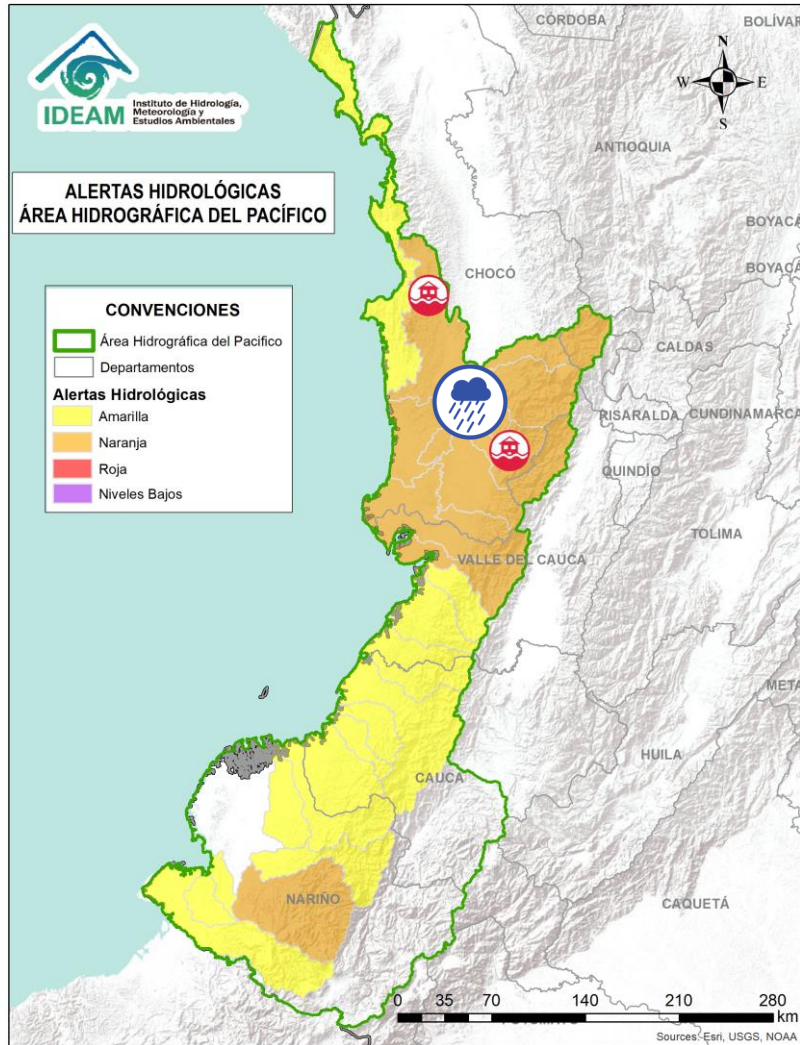 IDEAM
Instituto de Hidrología,
Meteorología y
Estudios Ambientales
ALERTAS HIDROLÓGICAS
ÁREA HIDROGRÁFICA DEL PACÍFICO
CONVENCIONES
Área Hidrográfica del Pacifico
Departamentos
Alertas Hidrológicas
Amarilla
Naranja
Roja
Niveles Bajos
CÓRDOBA
BOLÍVAR
N
W E
S
ANTIOQUIA
BOYACÁ
CHOCÓ
BOYACÁ
CALDAS
RISARALDA
CUNDINAMARCA
QUINDÍO
TOLIMA
VALLE DEL CAUCA
META
HUILA
CAUCA
NARIÑO
CAQUETÁ
0 35 70 140 210 280
km
Sources: Esri, USGS, NOAA